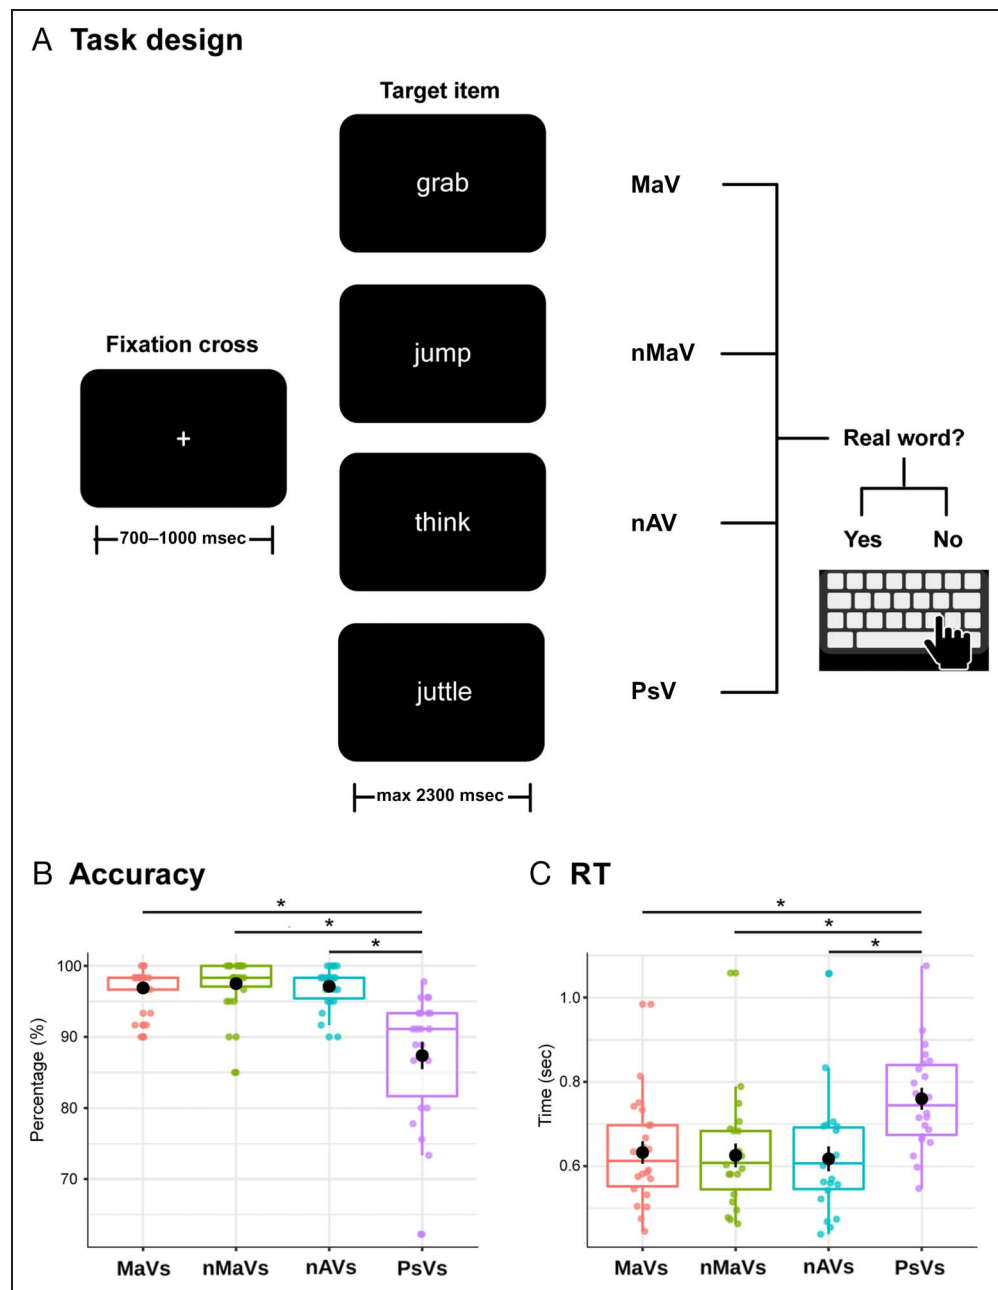 A Task design
Target item
grab
MaV
jump
nMaV
Fixation cross
+
Real word?
think
nAV
700–1000 msec
Yes No
juttle
PsV
max 2300 msec
B Accuracy
C RT
* * *
* * *
100
90
80
70
Percentage (%)
MaVs nMaVs nAVs PsVs
1.0
0.8
0.6
Time (sec)
MaVs nMaVs nAVs PsVs